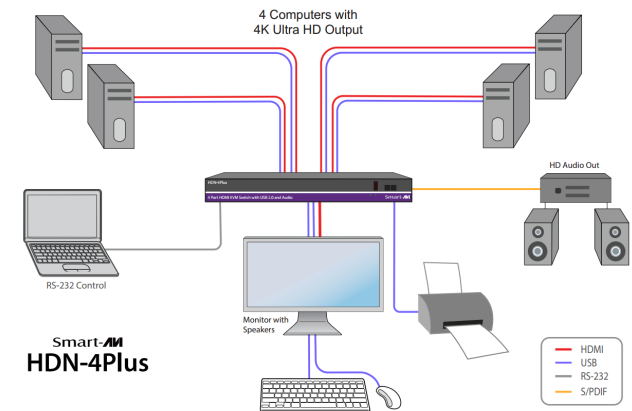 4 Computers with
4K Ultra HD Output
HDN-4Plus
4 Port HDMI KVM Switch with USB 2.0 and Audio
Smart-AVI
HD Audio Out
RS-232 Control
Monitor with
Speakers
Smart-AVI
HDN-4Plus
HDMI
USB
RS-232
S/PDIF